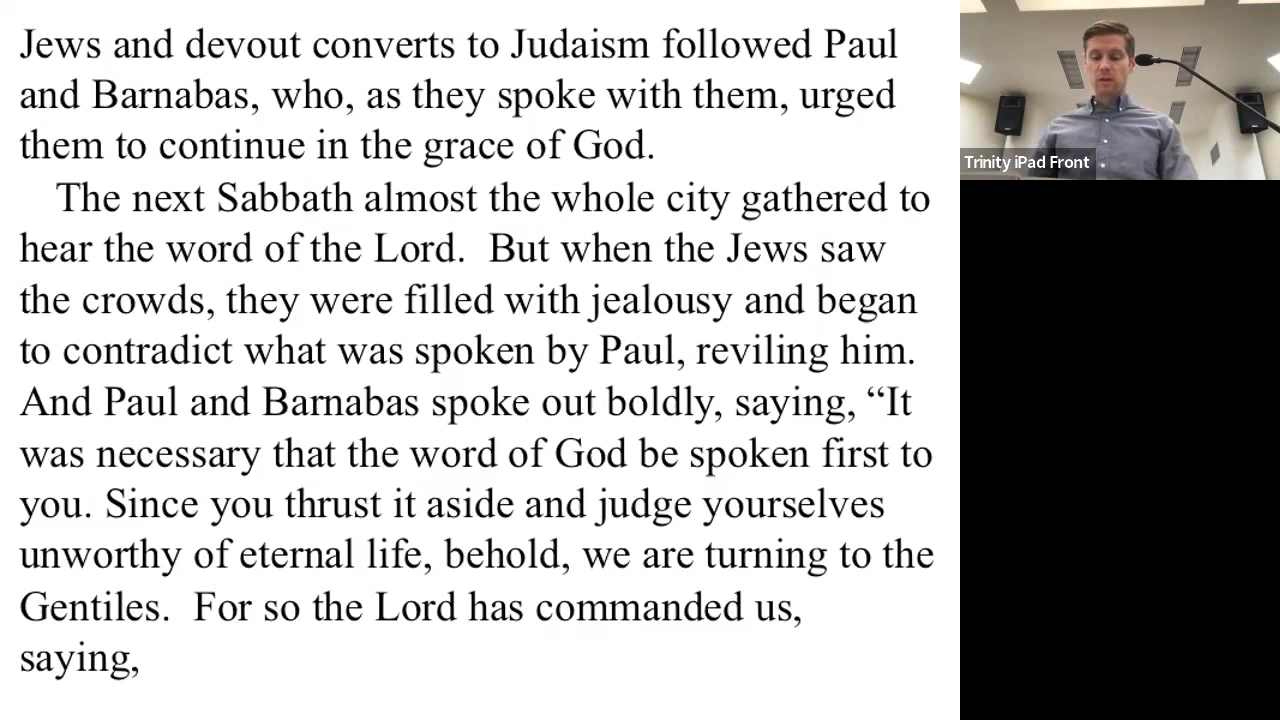 Jews and devout converts to Judaism followed Paul
and Barnabas, who, as they spoke with them, urged
them to continue in the grace of God.
The next Sabbath almost the whole city gathered to
hear the word of the Lord.  But when the Jews saw
the crowds, they were filled with jealousy and began
to contradict what was spoken by Paul, reviling him.
And Paul and Barnabas spoke out boldly, saying, “It
was necessary that the word of God be spoken first to
you. Since you thrust it aside and judge yourselves
unworthy of eternal life, behold, we are turning to the
Gentiles.  For so the Lord has commanded us,
saying,
Trinity iPad Front